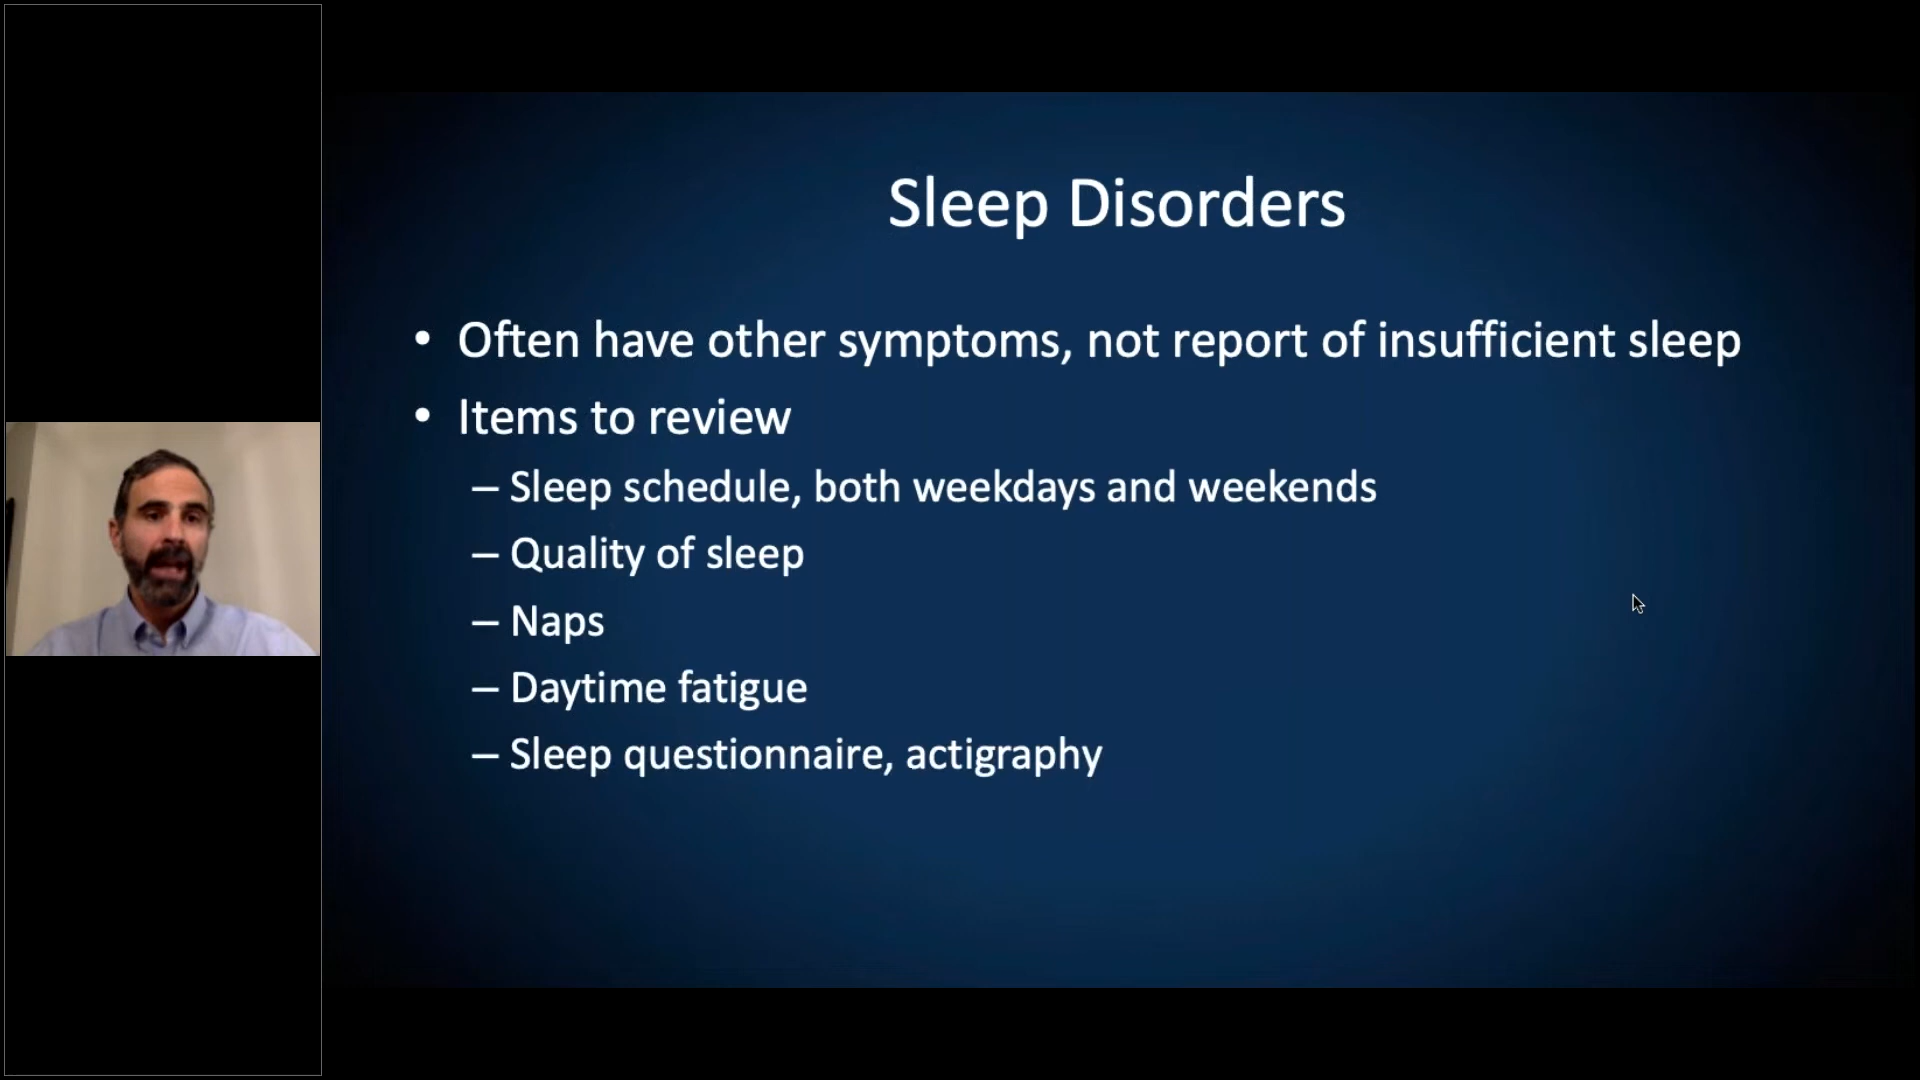 Sleep Disorders
• Often have other symptoms, not report of insufficient sleep
• Items to review
– Sleep schedule, both weekdays and weekends
– Quality of sleep
– Naps
– Daytime fatigue
– Sleep questionnaire, actigraphy